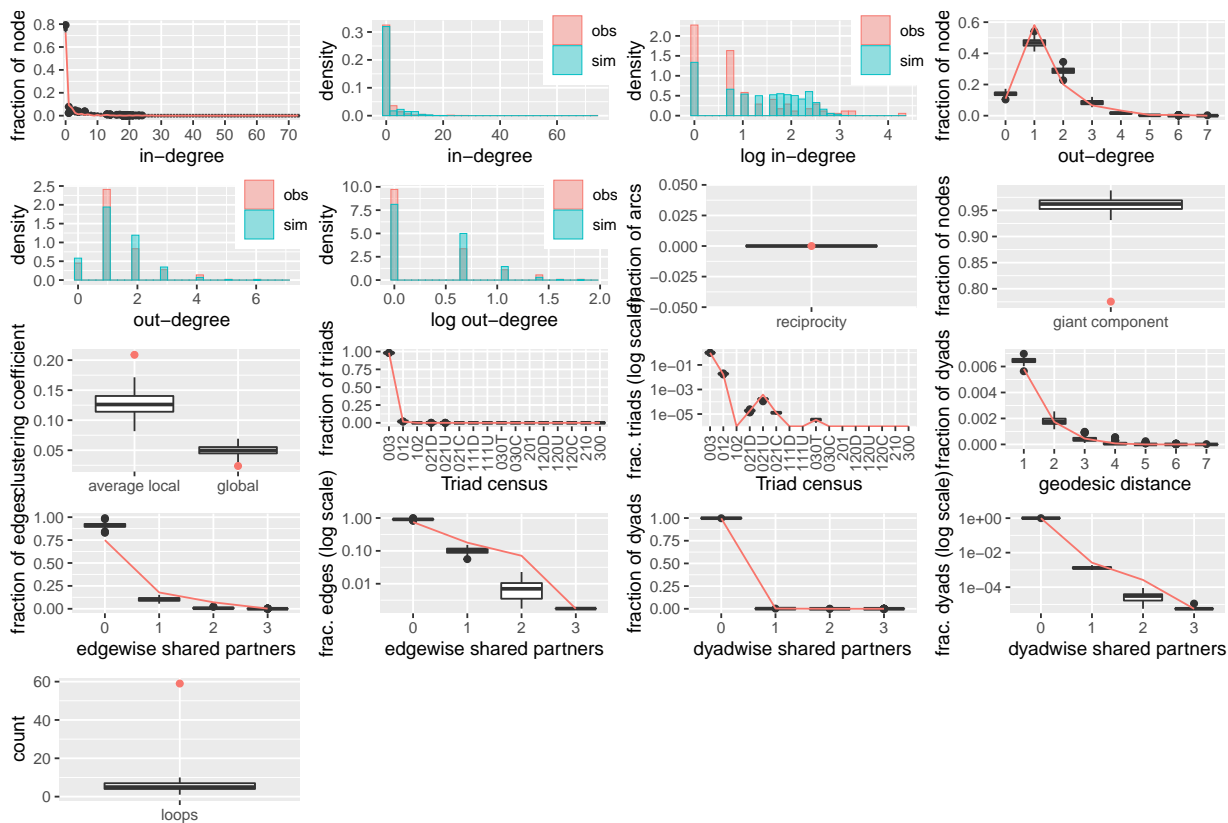 fraction of node
0.8
0.6
0.4
0.2
0.0
0 10 20 30 40 50 60 70
in−degree
density
0.3
0.2
0.1
0.0
0 20 40 60
in−degree
obs
sim
density
2.0
1.5
1.0
0.5
0.0
0 1 2 3 4
log in−degree
obs
sim
fraction of node
0.6
0.4
0.2
0.0
0 1 2 3 4 5 6 7
out−degree
density
2.5
2.0
1.5
1.0
0.5
0.0
0 2 4 6
out−degree
obs
sim
density
10.0
7.5
5.0
2.5
0.0
0.0 0.5 1.0 1.5 2.0
log out−degree
obs
sim
fraction of arcs
0.050
0.025
0.000
−0.025
−0.050
reciprocity
fraction of nodes
0.95
0.90
0.85
0.80
giant component
clustering coefficient
0.20
0.15
0.10
0.05
average local global
fraction of triads
1.00
0.75
0.50
0.25
0.00
003 012 102 021D 021U 021C 111D 111U 030T 030C 201 120D 120U 120C 210 300
Triad census
frac. triads (log scale)
1e−01
1e−03
1e−05
003 012 102 021D 021U 021C 111D 111U 030T 030C 201 120D 120U 120C 210 300
Triad census
fraction of dyads
0.006
0.004
0.002
0.000
1 2 3 4 5 6 7
geodesic distance
fraction of edges
1.00
0.75
0.50
0.25
0.00
0 1 2 3
edgewise shared partners
frac. edges (log scale)
1.00
0.10
0.01
0 1 2 3
edgewise shared partners
fraction of dyads
1.00
0.75
0.50
0.25
0.00
0 1 2 3
dyadwise shared partners
frac. dyads (log scale)
1e+00
1e−02
1e−04
0 1 2 3
dyadwise shared partners
count
60
40
20
0
loops